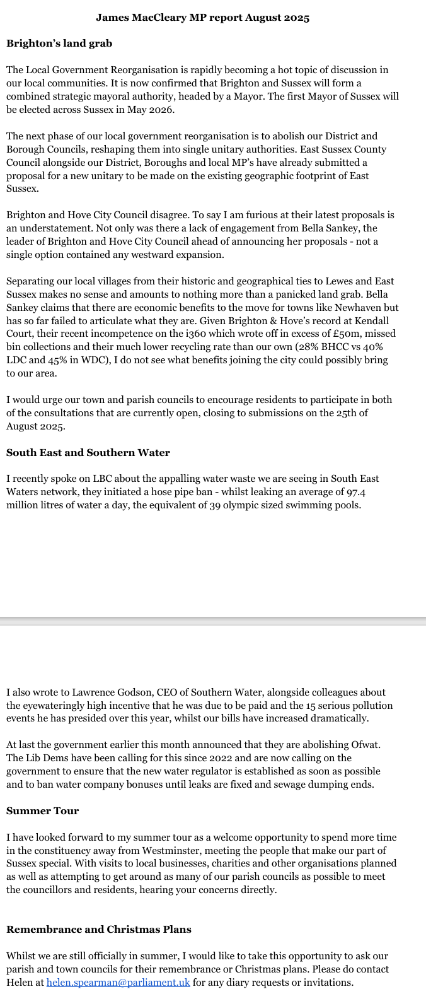 James MacCleary MP report August 2025
Brighton's land grab
The Local Government Reorganisation is rapidly becoming a hot topic of discussion in
our local communities. It is now confirmed that Brighton and Sussex will form a
combined strategic mayoral authority, headed by a Mayor. The first Mayor of Sussex will
be elected across Sussex in May 2026.
The next phase of our local government reorganisation is to abolish our District and
Borough Councils, reshaping them into single unitary authorities. East Sussex County
Council alongside our District, Boroughs and local MP's have already submitted a
proposal for a new unitary to be made on the existing geographic footprint of East
Sussex.
Brighton and Hove City Council disagree. To say I am furious at their latest proposals is
an understatement. Not only was there a lack of engagement from Bella Sankey, the
leader of Brighton and Hove City Council ahead of announcing her proposals - not a
single option contained any westward expansion.
Separating our local villages from their historic and geographical ties to Lewes and East
Sussex makes no sense and amounts to nothing more than a panicked land grab. Bella
Sankey claims that there are economic benefits to the move for towns like Newhaven but
has so far failed to articulate what they are. Given Brighton & Hove's record at Kendall
Court, their recent incompetence on the i360 which wrote off in excess of £50m, missed
bin collections and their much lower recycling rate than our own (28% BHCC vs 40%
LDC and 45% in WDC), I do not see what benefits joining the city could possibly bring
to our area.
I would urge our town and parish councils to encourage residents to participate in both
of the consultations that are currently open, closing to submissions on the 25th of
August 2025.
South East and Southern Water
I recently spoke on LBC about the appalling water waste we are seeing in South East
Waters network, they initiated a hose pipe ban - whilst leaking an average of 97.4
million litres of water a day, the equivalent of 39 olympic sized swimming pools.
I also wrote to Lawrence Godson, CEO of Southern Water, alongside colleagues about
the eyewateringly high incentive that he was due to be paid and the 15 serious pollution
events he has presided over this year, whilst our bills have increased dramatically.
At last the government earlier this month announced that they are abolishing Ofwat.
The Lib Dems have been calling for this since 2022 and are now calling on the
government to ensure that the new water regulator is established as soon as possible
and to ban water company bonuses until leaks are fixed and sewage dumping ends.
Summer Tour
I have looked forward to my summer tour as a welcome opportunity to spend more time
in the constituency away from Westminster, meeting the people that make our part of
Sussex special. With visits to local businesses, charities and other organisations planned
as well as attempting to get around as many of our parish councils as possible to meet
the councillors and residents, hearing your concerns directly.
Remembrance and Christmas Plans
Whilst we are still officially in summer, I would like to take this opportunity to ask our
parish and town councils for their remembrance or Christmas plans. Please do contact
Helen at helen.spearman@parliament.uk for any diary requests or invitations.